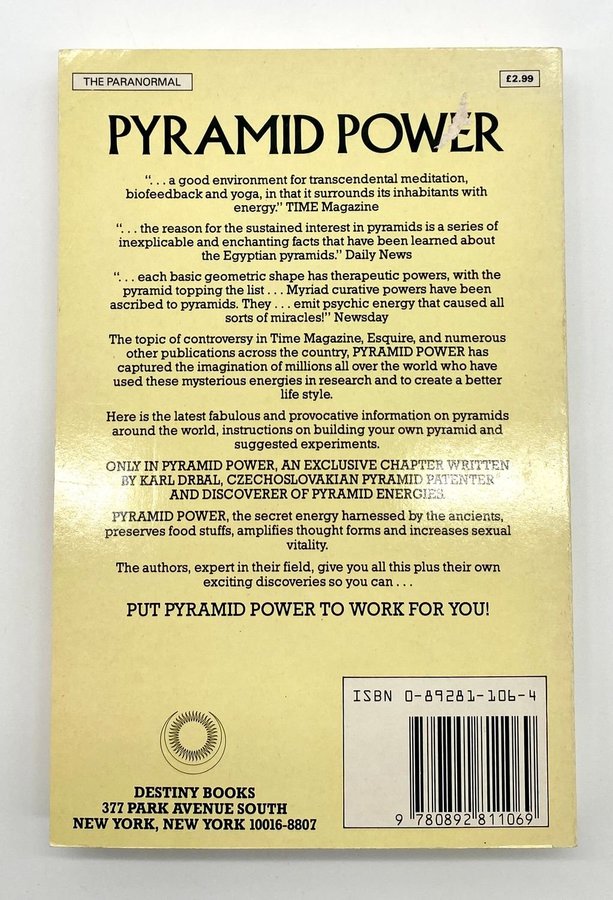 THE PARANORMAL
£2.99
PYRAMID POWER
“. . . a good environment for transcendental meditation,
biofeedback and yoga, in that it surrounds its inhabitants with
energy.” TIME Magazine
“. . . the reason for the sustained interest in pyramids is a series of
inexplicable and enchanting facts that have been learned about
the Egyptian pyramids.” Daily News
“. . . each basic geometric shape has therapeutic powers, with the
pyramid topping the list . . . Myriad curative powers have been
ascribed to pyramids. They . . . emit psychic energy that caused all
sorts of miracles!” Newsday
The topic of controversy in Time Magazine, Esquire, and numerous
other publications across the country, PYRAMID POWER has
captured the imagination of millions all over the world who have
used these mysterious energies in research and to create a better
life style.
Here is the latest fabulous and provocative information on pyramids
around the world, instructions on building your own pyramid and
suggested experiments.
ONLY IN PYRAMID POWER, AN EXCLUSIVE CHAPTER WRITTEN
BY KARL DRBAL, CZECHOSLOVAKIAN PYRAMID PATENTER
AND DISCOVERER OF PYRAMID ENERGIES.
PYRAMID POWER, the secret energy harnessed by the ancients,
preserves food stuffs, amplifies thought forms and increases sexual
vitality.
The authors, expert in their field, give you all this plus their own
exciting discoveries so you can . . .
PUT PYRAMID POWER TO WORK FOR YOU!
ISBN 0-89281-106-4
9 780892 811069
DESTINY BOOKS
377 PARK AVENUE SOUTH
NEW YORK, NEW YORK 10016-8807